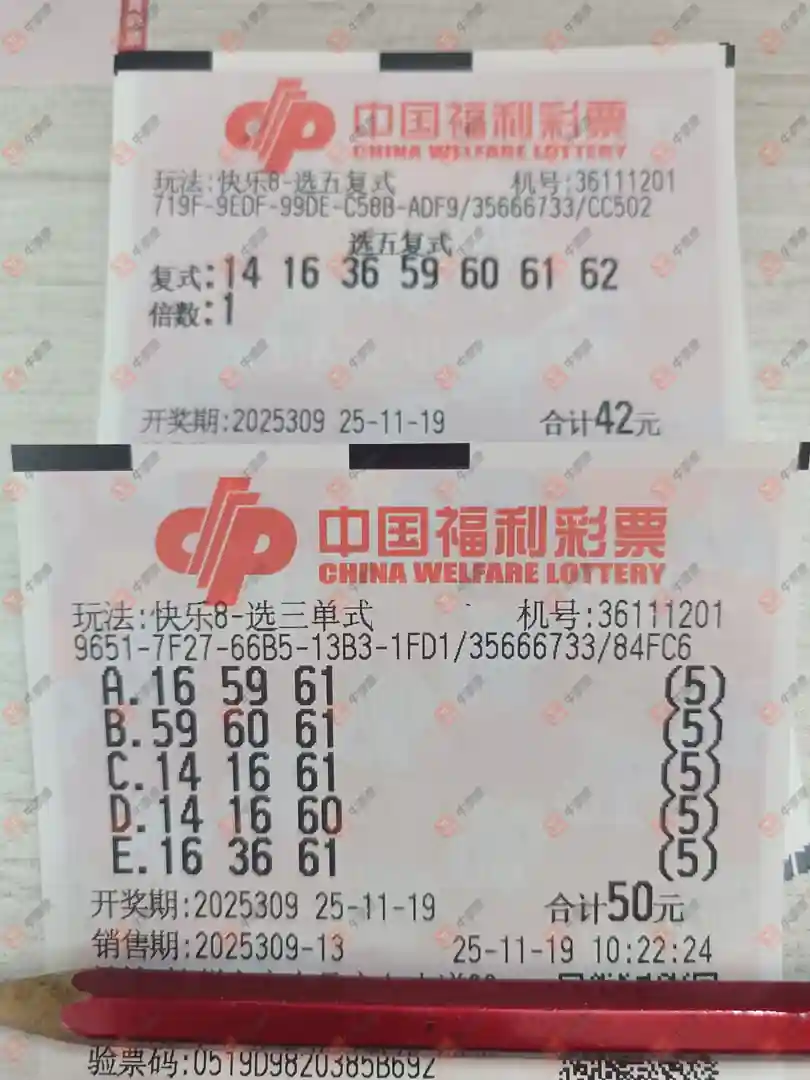 中国福利彩票
CHINA WELFARE LOTTERY
玩法:快乐8-选五复式 机号:36111201
719F-9EDF-99DE-C58B-ADF9/35666733/CC502
选五复式
复式:14 16 36 59 60 61 62
倍数:1
开奖期:2025309 25-11-19 合计42元
中国福利彩票
CHINA WELFARE LOTTERY
玩法:快乐8-选三单式 机号:36111201
9651-7F27-66B5-13B3-1FD1/35666733/84FC6
A.16 59 61 (5)
B.59 60 61 (5)
C.14 16 61 (5)
D.14 16 60 (5)
E.16 36 61 (5)
开奖期:2025309 25-11-19 合计50元
销售期:2025309-13 25-11-19 10:22:24
验票码:0519D9820385B692